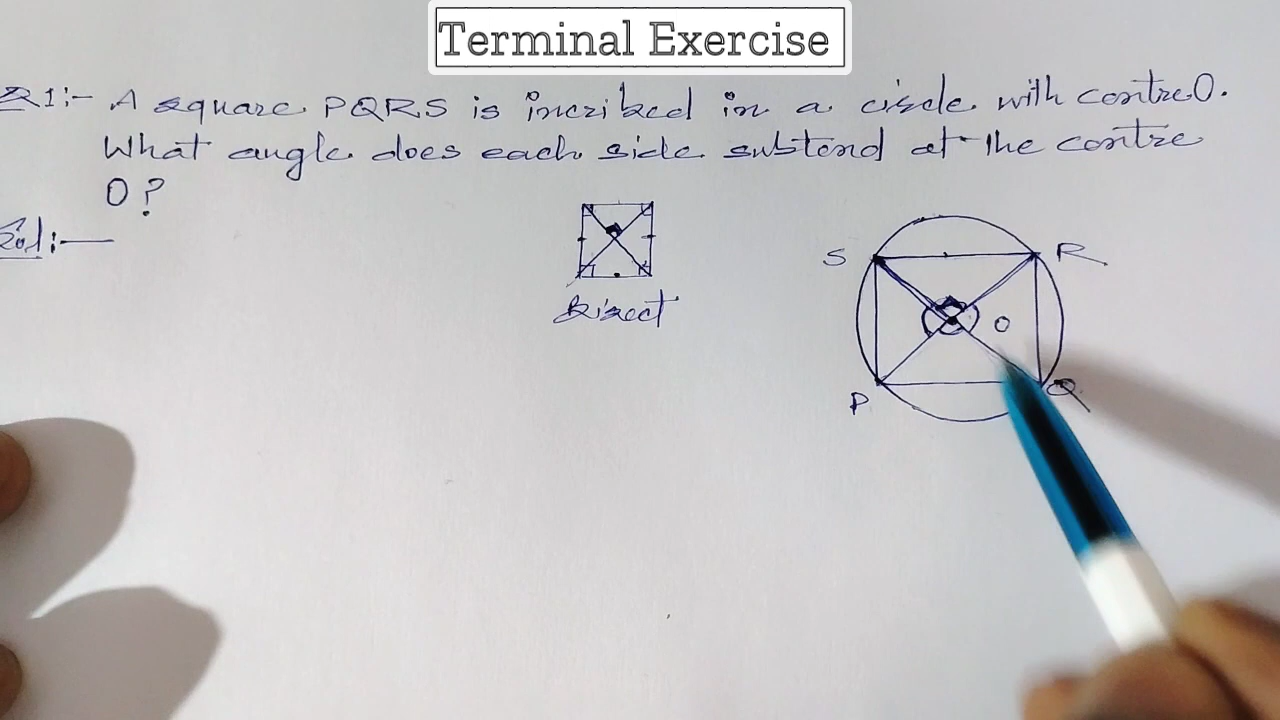 Terminal Exercise
Q1:- A square PQRS is incribed in a circle with centre O.
What angle does each side subtend at the centre
O?
Sol:-
Bisect
S R
O
P Q